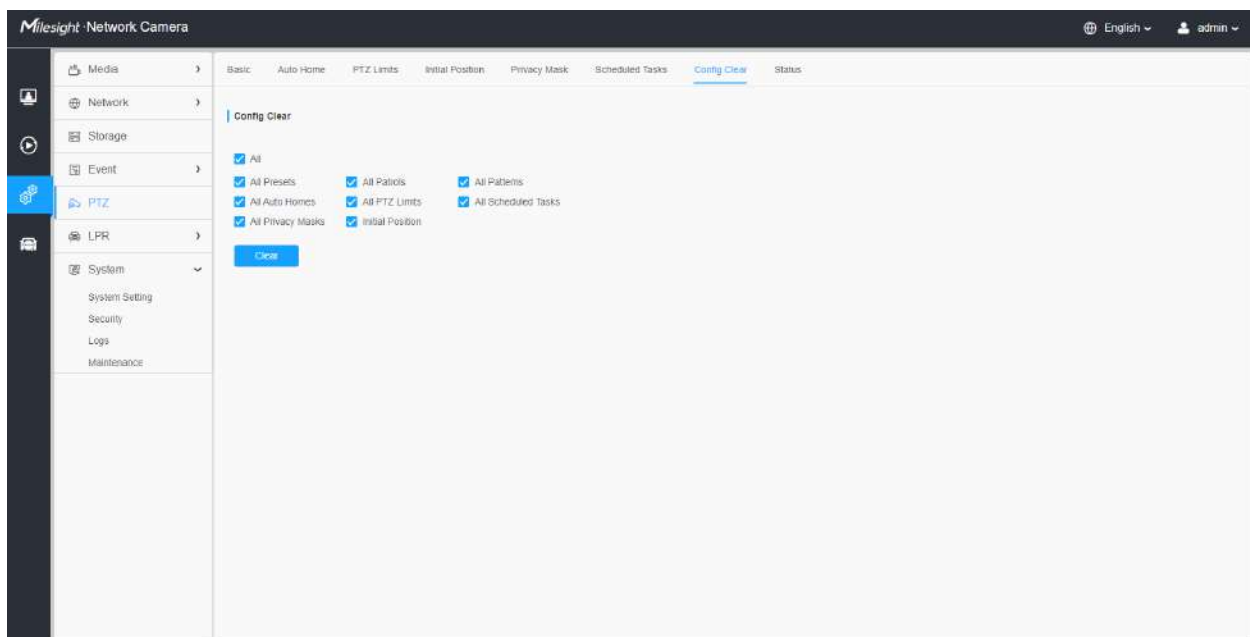 Milesight Network Camera
English
admin
Media
Network
Storage
Event
PTZ
LPR
System
System Setting
Security
Logs
Maintenance
Basic Auto Home PTZ Limits Initial Position Privacy Mask Scheduled Tasks Config Clear Status
Config Clear
All
All Presets All Patrols All Patterns
All Auto Homes All PTZ Limits All Scheduled Tasks
All Privacy Masks Initial Position
Clear